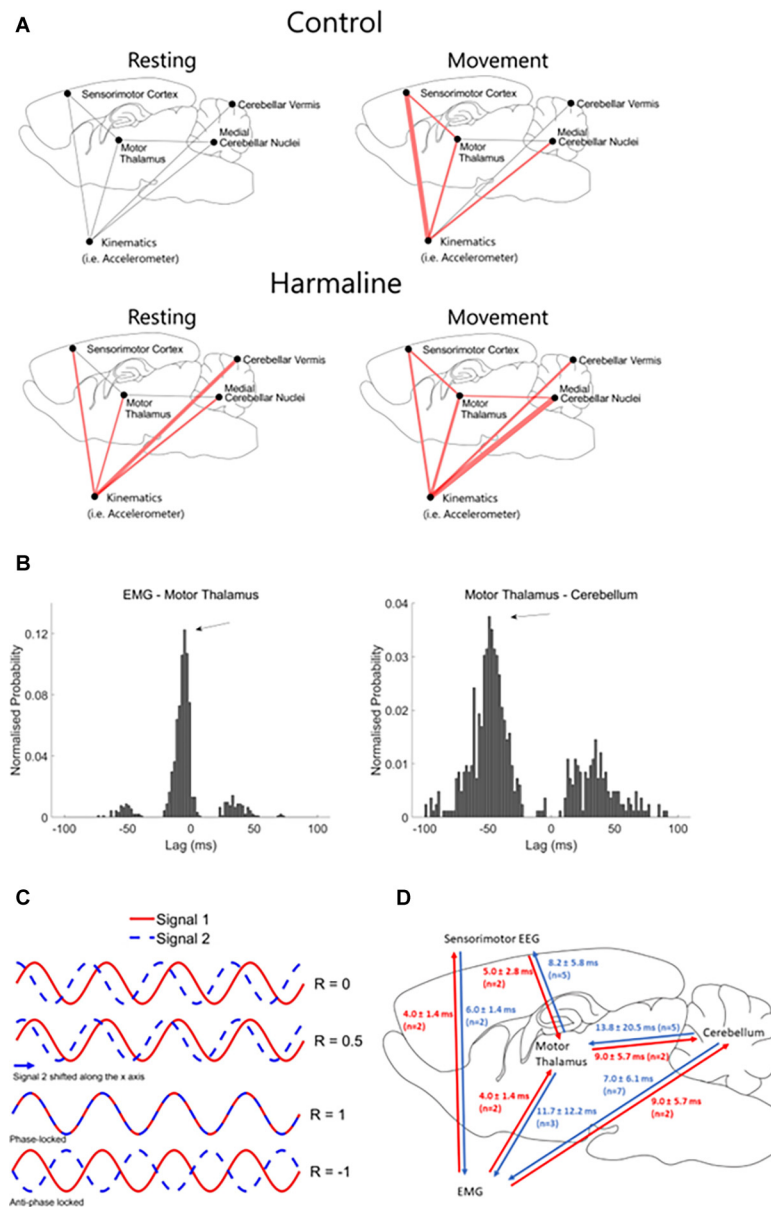 A
Control
Resting
Movement
Sensorimotor Cortex
Cerebellar Vermis
Medial
Cerebellar Nuclei
Motor
Thalamus
Kinematics
(i.e. Accelerometer)
Sensorimotor Cortex
Cerebellar Vermis
Medial
Cerebellar Nuclei
Motor
Thalamus
Kinematics
(i.e. Accelerometer)
Harmaline
Resting
Movement
Sensorimotor Cortex
Cerebellar Vermis
Medial
Cerebellar Nuclei
Motor
Thalamus
Kinematics
(i.e. Accelerometer)
Sensorimotor Cortex
Cerebellar Vermis
Medial
Cerebellar Nuclei
Motor
Thalamus
Kinematics
(i.e. Accelerometer)
B
EMG - Motor Thalamus
Normalised Probability
0.12
0.08
0.04
0
-100 -50 0 50 100
Lag (ms)
Motor Thalamus - Cerebellum
Normalised Probability
0.04
0.03
0.02
0.01
0
-100 -50 0 50 100
Lag (ms)
C
Signal 1
Signal 2
R = 0
R = 0.5
Signal 2 shifted along the x axis
R = 1
Phase-locked
R = -1
Anti-phase locked
D
Sensorimotor EEG
5.0 ± 2.8 ms
(n=2)
8.2 ± 5.8 ms
(n=5)
4.0 ± 1.4 ms
(n=2)
6.0 ± 1.4 ms
(n=2)
13.8 ± 20.5 ms (n=5)
Cerebellum
Motor
Thalamus
9.0 ± 5.7 ms (n=2)
7.0 ± 6.1 ms
(n=7)
4.0 ± 1.4 ms
(n=2)
11.7 ± 12.2 ms
(n=3)
9.0 ± 5.7 ms
(n=2)
EMG